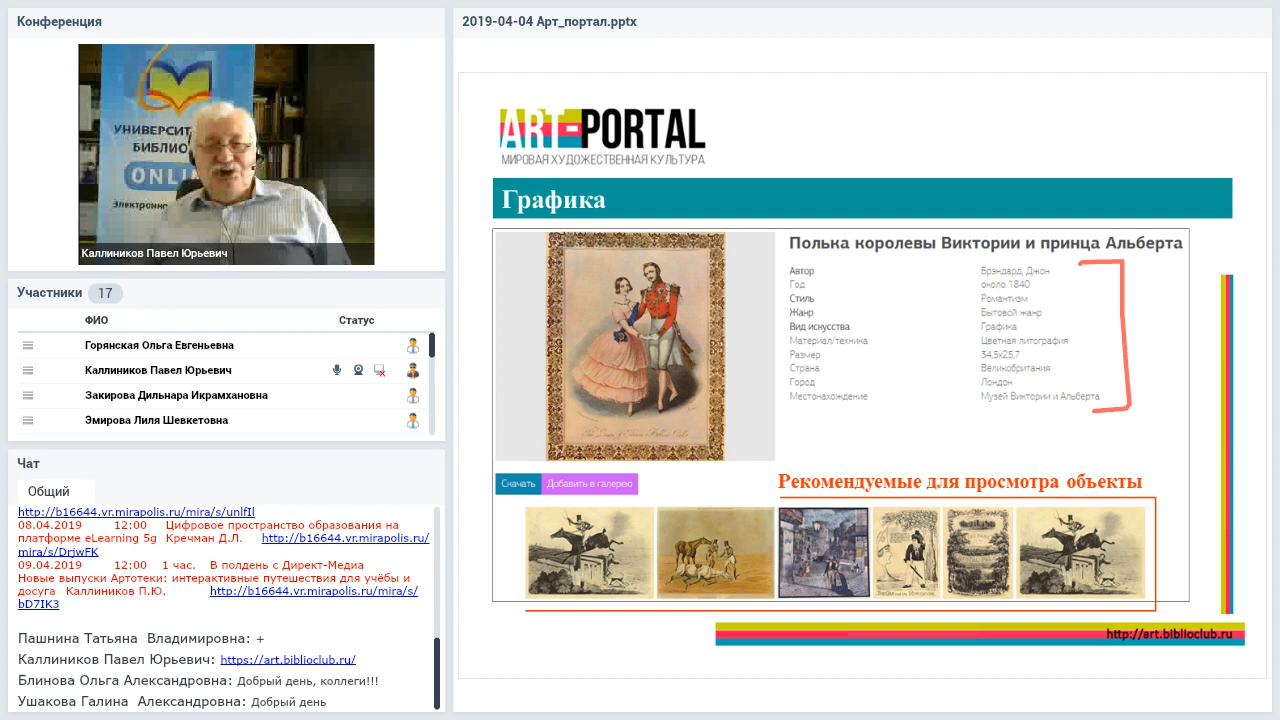 Конференция
УНИВЕРСИТ
БИБЛИО
ONLI
Электронно
Каллиников Павел Юрьевич
Участники 17
ФИО Статус
Горянская Ольга Евгеньевна
Каллиников Павел Юрьевич
Закирова Дильнара Икрамхановна
Эмирова Лиля Шевкетовна
Чат
Общий
http://b16644.vr.mirapolis.ru/mira/s/unlfIl
08.04.2019 12:00 Цифровое пространство образования на
платформе eLearning 5g Кречман Д.Л. http://b16644.vr.mirapolis.ru/
mira/s/DrjwFK
09.04.2019 12:00 1 час. В полдень с Директ-Медиа
Новые выпуски Артотеки: интерактивные путешествия для учёбы и
досуга Каллиников П.Ю. http://b16644.vr.mirapolis.ru/mira/s/
bD7IK3
Пашнина Татьяна Владимировна: +
Каллиников Павел Юрьевич: https://art.biblioclub.ru/
Блинова Ольга Александровна: Добрый день, коллеги!!!
Ушакова Галина Александровна: Добрый день
2019-04-04 Арт_портал.pptx
ART-PORTAL
МИРОВАЯ ХУДОЖЕСТВЕННАЯ КУЛЬТУРА
Графика
Полька королевы Виктории и принца Альберта
Автор Брэндард, Джон
Год около 1840
Стиль Романтизм
Жанр Бытовой жанр
Вид искусства Графика
Материал/техника Цветная литография
Размер 34,5x25,7
Страна Великобритания
Город Лондон
Местонахождение Музей Виктории и Альберта
Скачать Добавить в галерею
Рекомендуемые для просмотра объекты
http://art.biblioclub.ru